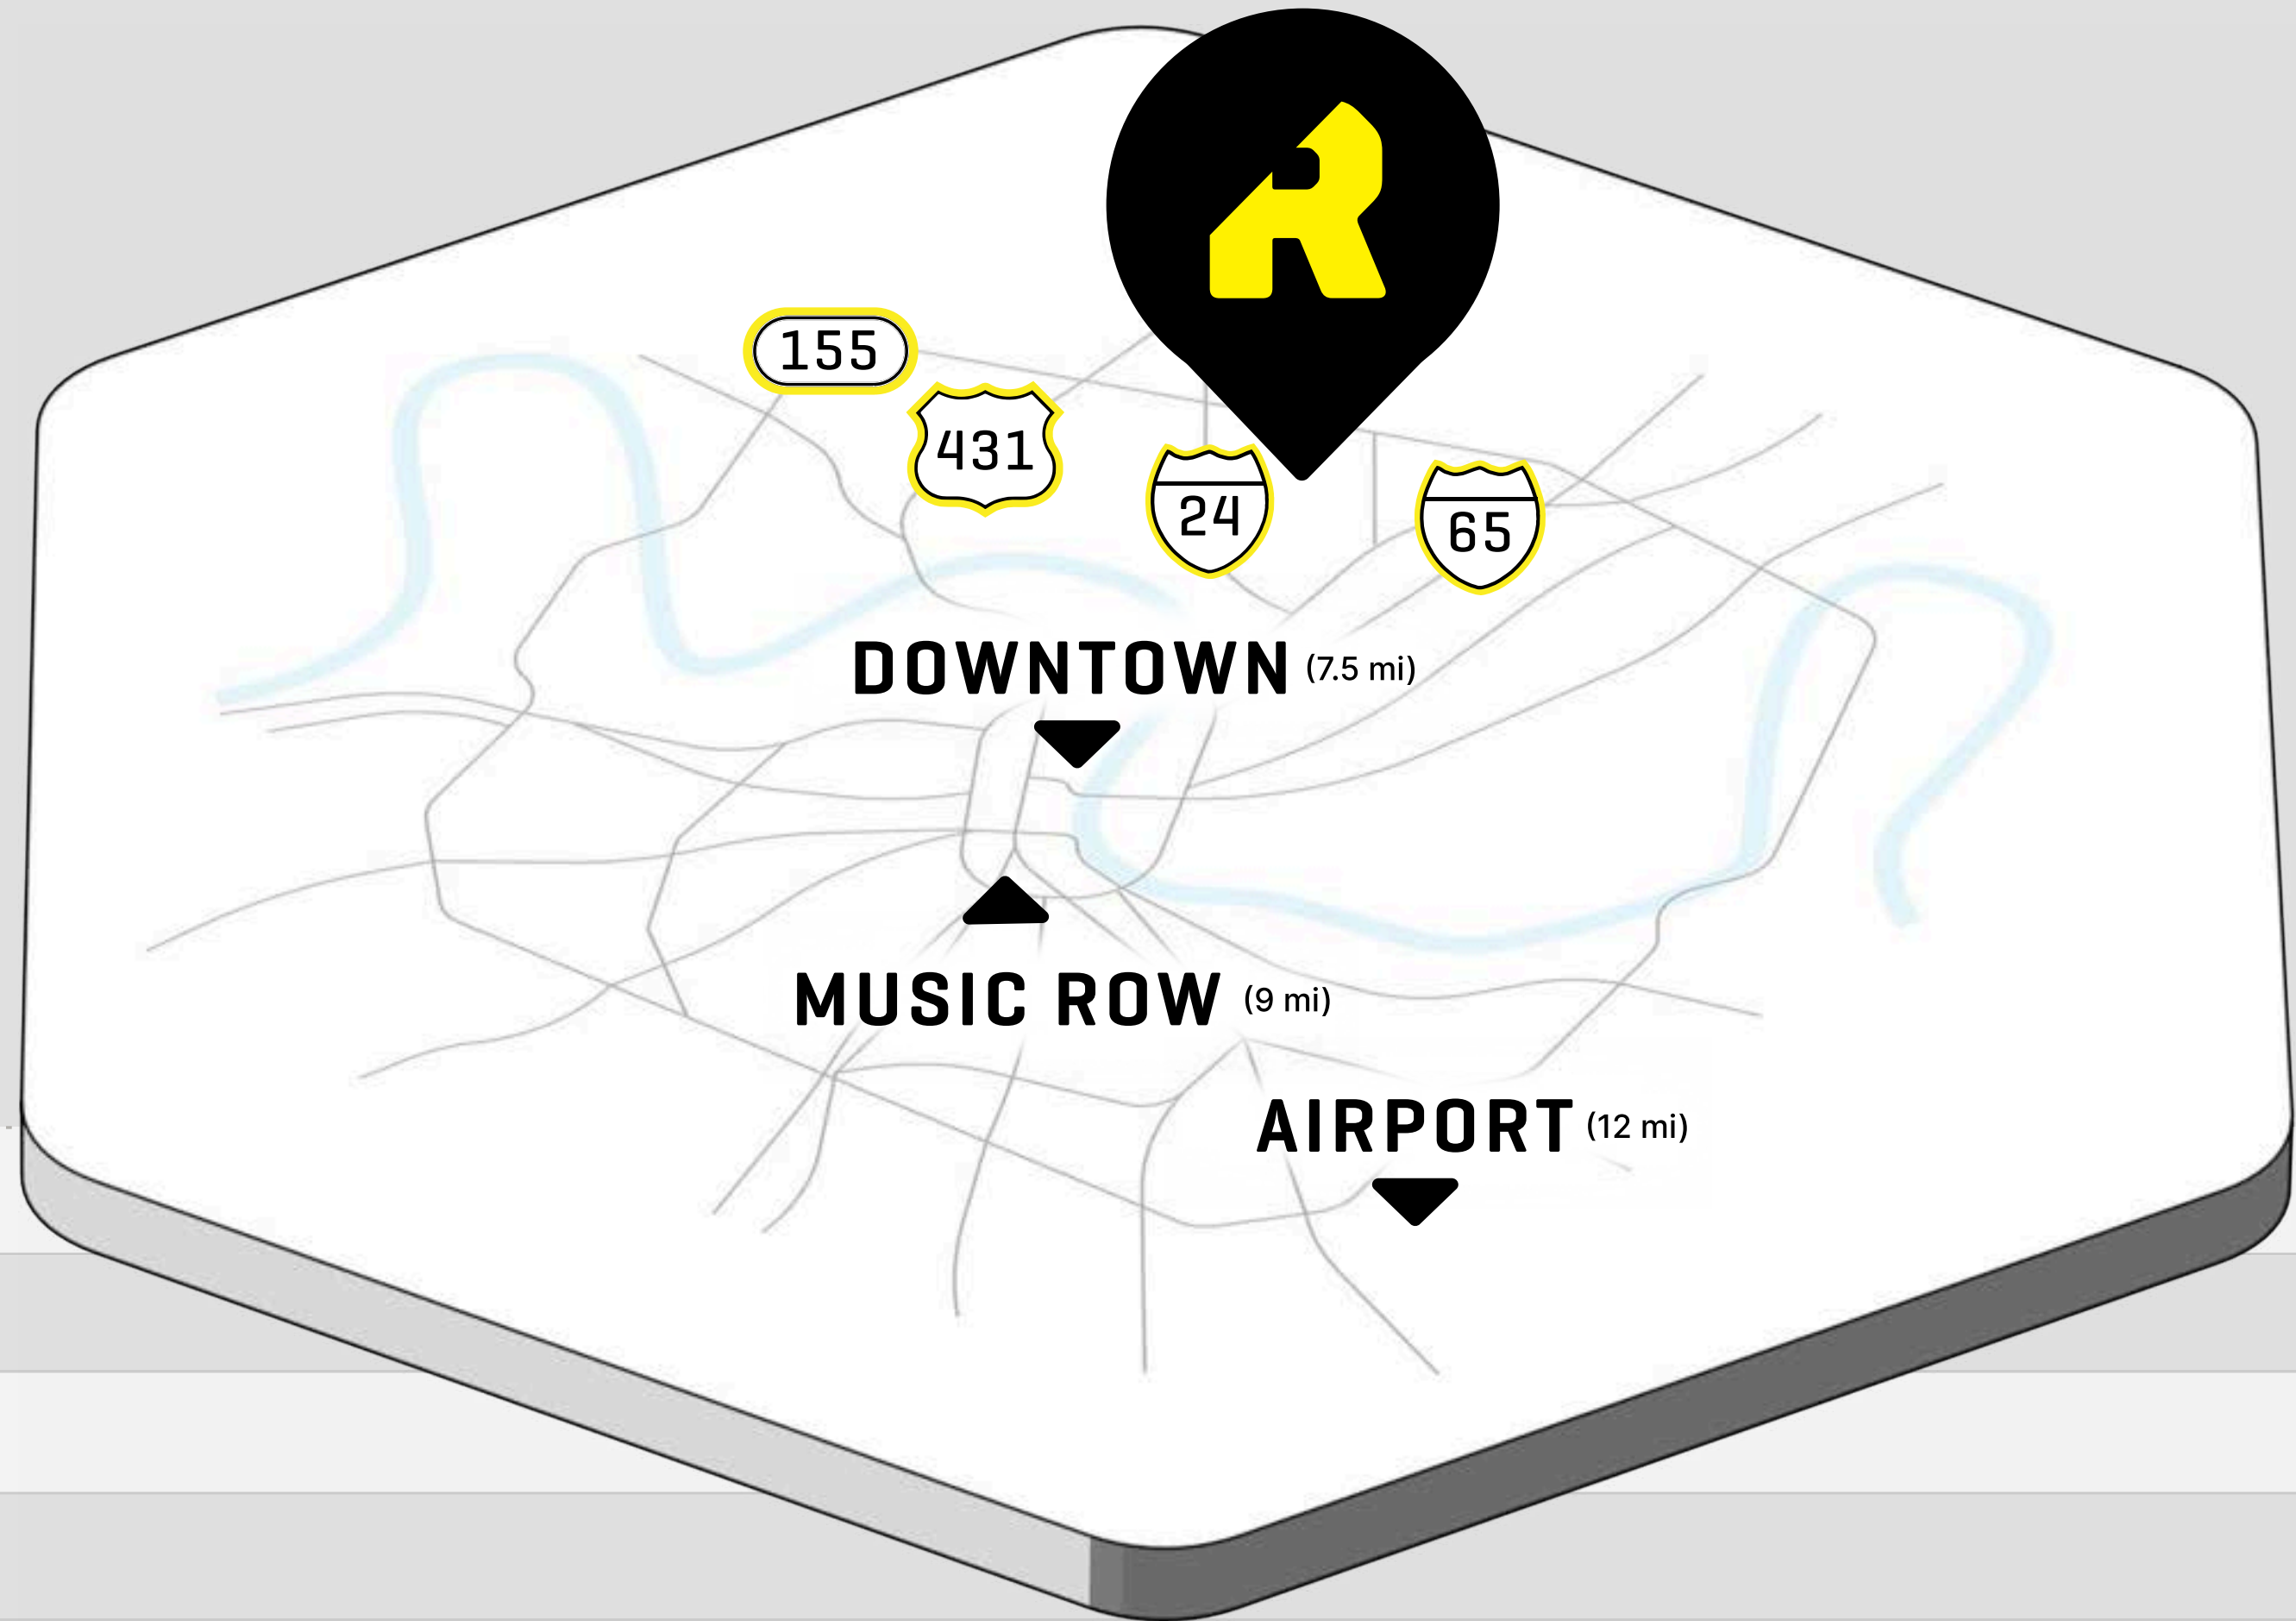 R
155
431
24
65
DOWNTOWN (7.5 mi)
MUSIC ROW (9 mi)
AIRPORT (12 mi)